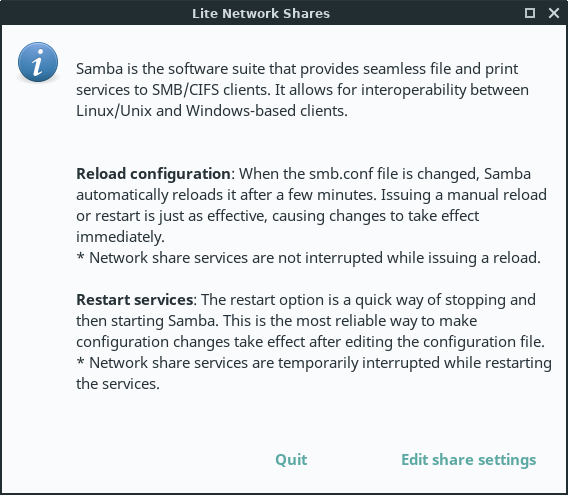 Lite Network Shares
Samba is the software suite that provides seamless file and print
services to SMB/CIFS clients. It allows for interoperability between
Linux/Unix and Windows-based clients.
Reload configuration: When the smb.conf file is changed, Samba
automatically reloads it after a few minutes. Issuing a manual reload
or restart is just as effective, causing changes to take effect
immediately.
* Network share services are not interrupted while issuing a reload.
Restart services: The restart option is a quick way of stopping and
then starting Samba. This is the most reliable way to make
configuration changes take effect after editing the configuration file.
* Network share services are temporarily interrupted while restarting
the services.
Quit
Edit share settings